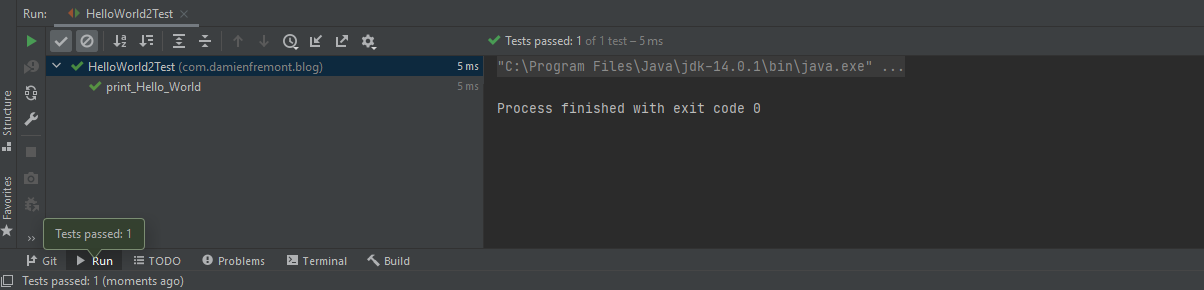 Run: HelloWorld2Test
Tests passed: 1 of 1 test – 5 ms
HelloWorld2Test (com.damienfremont.blog) 5 ms
print_Hello_World 5 ms
"C:\Program Files\Java\jdk-14.0.1\bin\java.exe" ...
Process finished with exit code 0
Structure
Favorites
Tests passed: 1
Git Run TODO Problems Terminal Build
Tests passed: 1 (moments ago)